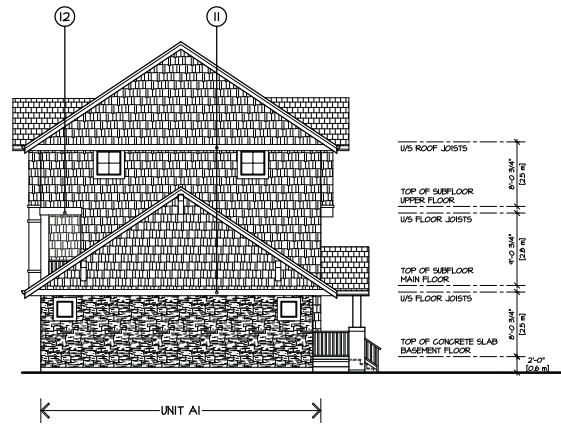 12
11
U/S ROOF JOISTS
8'-0 3/4"
[2.5 m]
TOP OF SUBFLOOR
UPPER FLOOR
U/S FLOOR JOISTS
9'-0 3/4"
[2.8 m]
TOP OF SUBFLOOR
MAIN FLOOR
U/S FLOOR JOISTS
8'-0 3/4"
[2.5 m]
TOP OF CONCRETE SLAB
BASEMENT FLOOR
2'-0"
[0.6 m]
UNIT A1